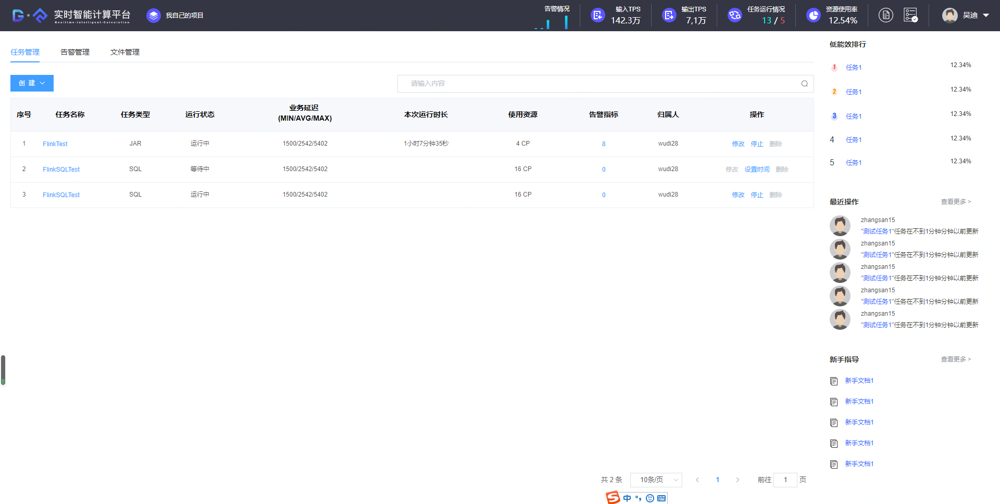 实时智能计算平台
Realtime-Intelligent-Calculation
我自己的项目
告警情况
输入TPS
142.3万
输出TPS
7,1万
任务运行情况
13 / 5
资源使用率
12.54%
吴迪
任务管理 告警管理 文件管理
创 建
请输入内容
序号 任务名称 任务类型 运行状态 业务延迟 (MIN/AVG/MAX) 本次运行时长 使用资源 告警指标 归属人 操作
1 FlinkTest JAR 运行中 1500/2542/5402 1小时7分钟35秒 4 CP 8 wudi28 修改 停止 删除
2 FlinkSQLTest SQL 等待中 1500/2542/5402 16 CP 0 wudi28 修改 设置时间 删除
3 FlinkSQLTest SQL 运行中 1500/2542/5402 16 CP 0 wudi28 修改 停止 删除
共 2 条 10条/页 < 1 > 前往 1 页
中 °,
低能效排行
1 任务1 12.34%
2 任务1 12.34%
3 任务1 12.34%
4 任务1 12.34%
5 任务1 12.34%
最近操作 查看更多 >
zhangsan15
"测试任务1"任务在不到1分钟分钟以前更新
zhangsan15
"测试任务1"任务在不到1分钟分钟以前更新
zhangsan15
"测试任务1"任务在不到1分钟分钟以前更新
zhangsan15
"测试任务1"任务在不到1分钟分钟以前更新
zhangsan15
"测试任务1"任务在不到1分钟分钟以前更新
新手指导 查看更多 >
新手文档1
新手文档1
新手文档1
新手文档1
新手文档1